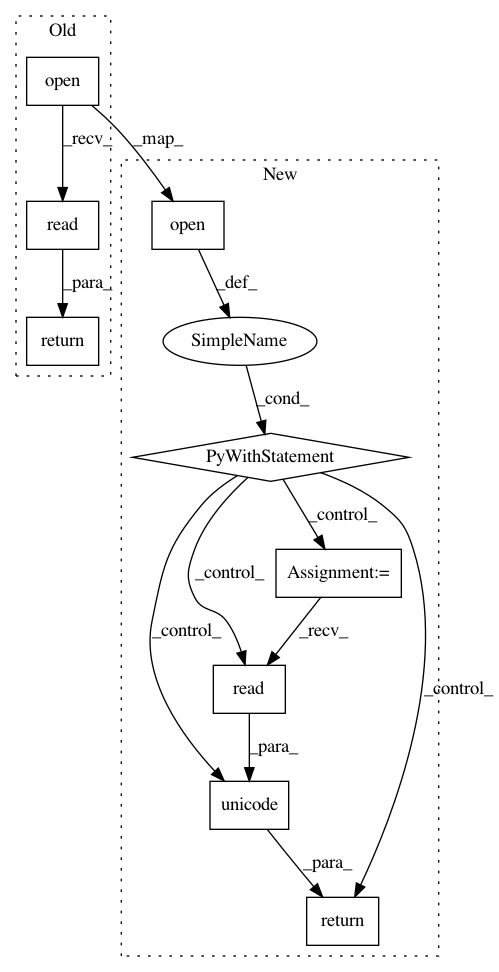 Old
open
_recv_
_map_
New
read
open
_para_
_def_
return
SimpleName
_cond_
PyWithStatement
_control_
_control_
Assignment:=
_control_
_recv_
_control_
read
_para_
unicode
_para_
return